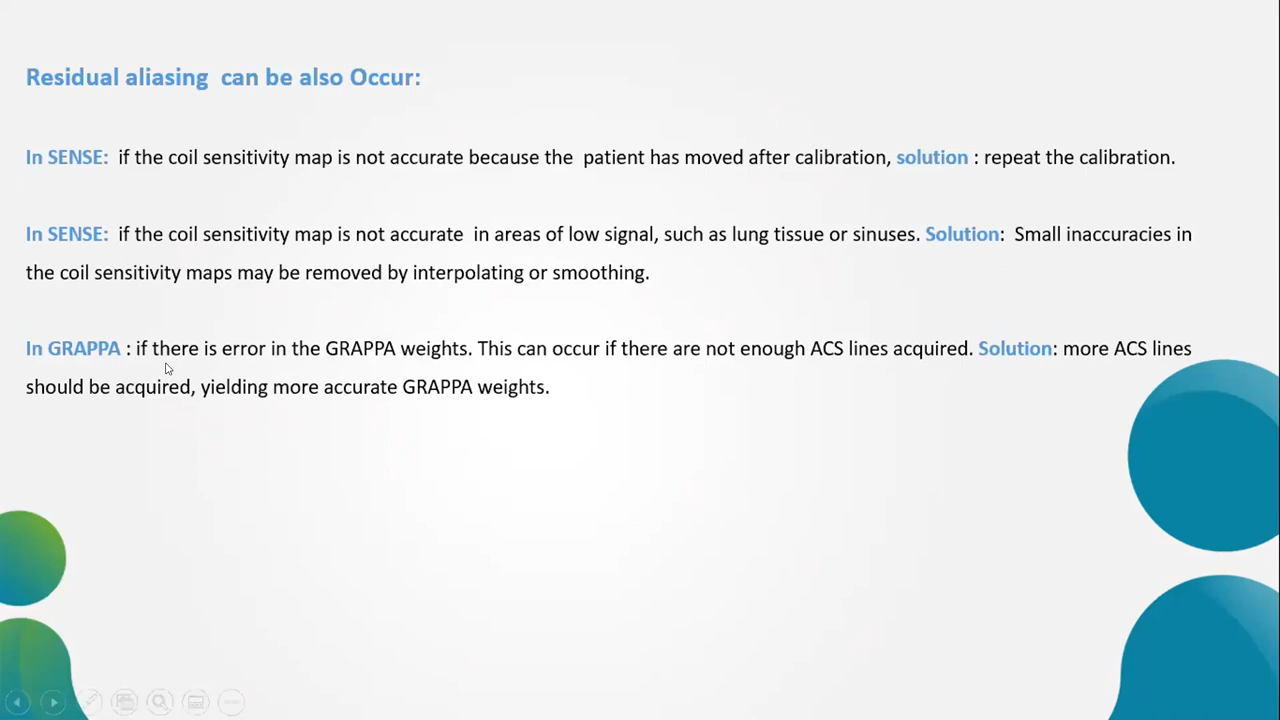 Residual aliasing can be also Occur:
In SENSE: if the coil sensitivity map is not accurate because the patient has moved after calibration, solution : repeat the calibration.
In SENSE: if the coil sensitivity map is not accurate in areas of low signal, such as lung tissue or sinuses. Solution: Small inaccuracies in
the coil sensitivity maps may be removed by interpolating or smoothing.
In GRAPPA : if there is error in the GRAPPA weights. This can occur if there are not enough ACS lines acquired. Solution: more ACS lines
should be acquired, yielding more accurate GRAPPA weights.